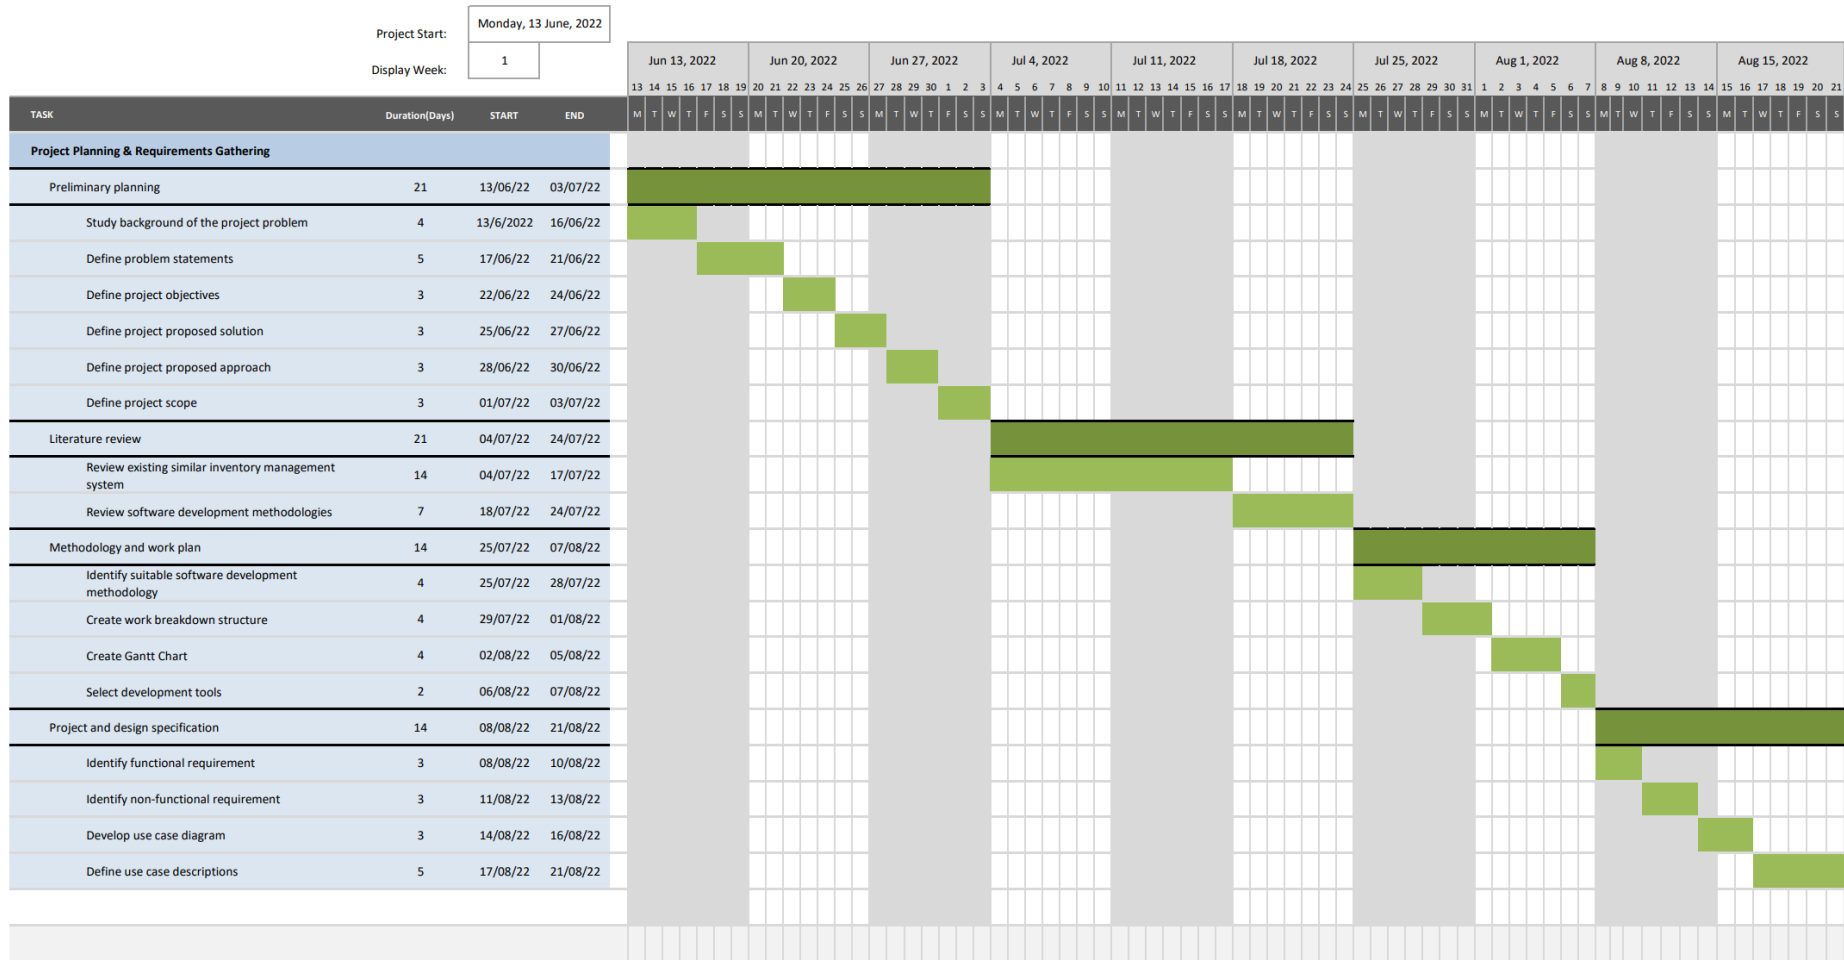 Project Start: Monday, 13 June, 2022
Display Week: 1
Jun 13, 2022 Jun 20, 2022 Jun 27, 2022 Jul 4, 2022 Jul 11, 2022 Jul 18, 2022 Jul 25, 2022 Aug 1, 2022 Aug 8, 2022 Aug 15, 2022
13 14 15 16 17 18 19 20 21 22 23 24 25 26 27 28 29 30 1 2 3 4 5 6 7 8 9 10 11 12 13 14 15 16 17 18 19 20 21 22 23 24 25 26 27 28 29 30 31 1 2 3 4 5 6 7 8 9 10 11 12 13 14 15 16 17 18 19 20 21
TASK Duration(Days) START END M T W T F S S M T W T F S S M T W T F S S M T W T F S S M T W T F S S M T W T F S S M T W T F S S M T W T F S S M T W T F S S M T W T F S S
Project Planning & Requirements Gathering
Preliminary planning 21 13/06/22 03/07/22
Study background of the project problem 4 13/6/2022 16/06/22
Define problem statements 5 17/06/22 21/06/22
Define project objectives 3 22/06/22 24/06/22
Define project proposed solution 3 25/06/22 27/06/22
Define project proposed approach 3 28/06/22 30/06/22
Define project scope 3 01/07/22 03/07/22
Literature review 21 04/07/22 24/07/22
Review existing similar inventory management
system 14 04/07/22 17/07/22
Review software development methodologies 7 18/07/22 24/07/22
Methodology and work plan 14 25/07/22 07/08/22
Identify suitable software development
methodology 4 25/07/22 28/07/22
Create work breakdown structure 4 29/07/22 01/08/22
Create Gantt Chart 4 02/08/22 05/08/22
Select development tools 2 06/08/22 07/08/22
Project and design specification 14 08/08/22 21/08/22
Identify functional requirement 3 08/08/22 10/08/22
Identify non-functional requirement 3 11/08/22 13/08/22
Develop use case diagram 3 14/08/22 16/08/22
Define use case descriptions 5 17/08/22 21/08/22